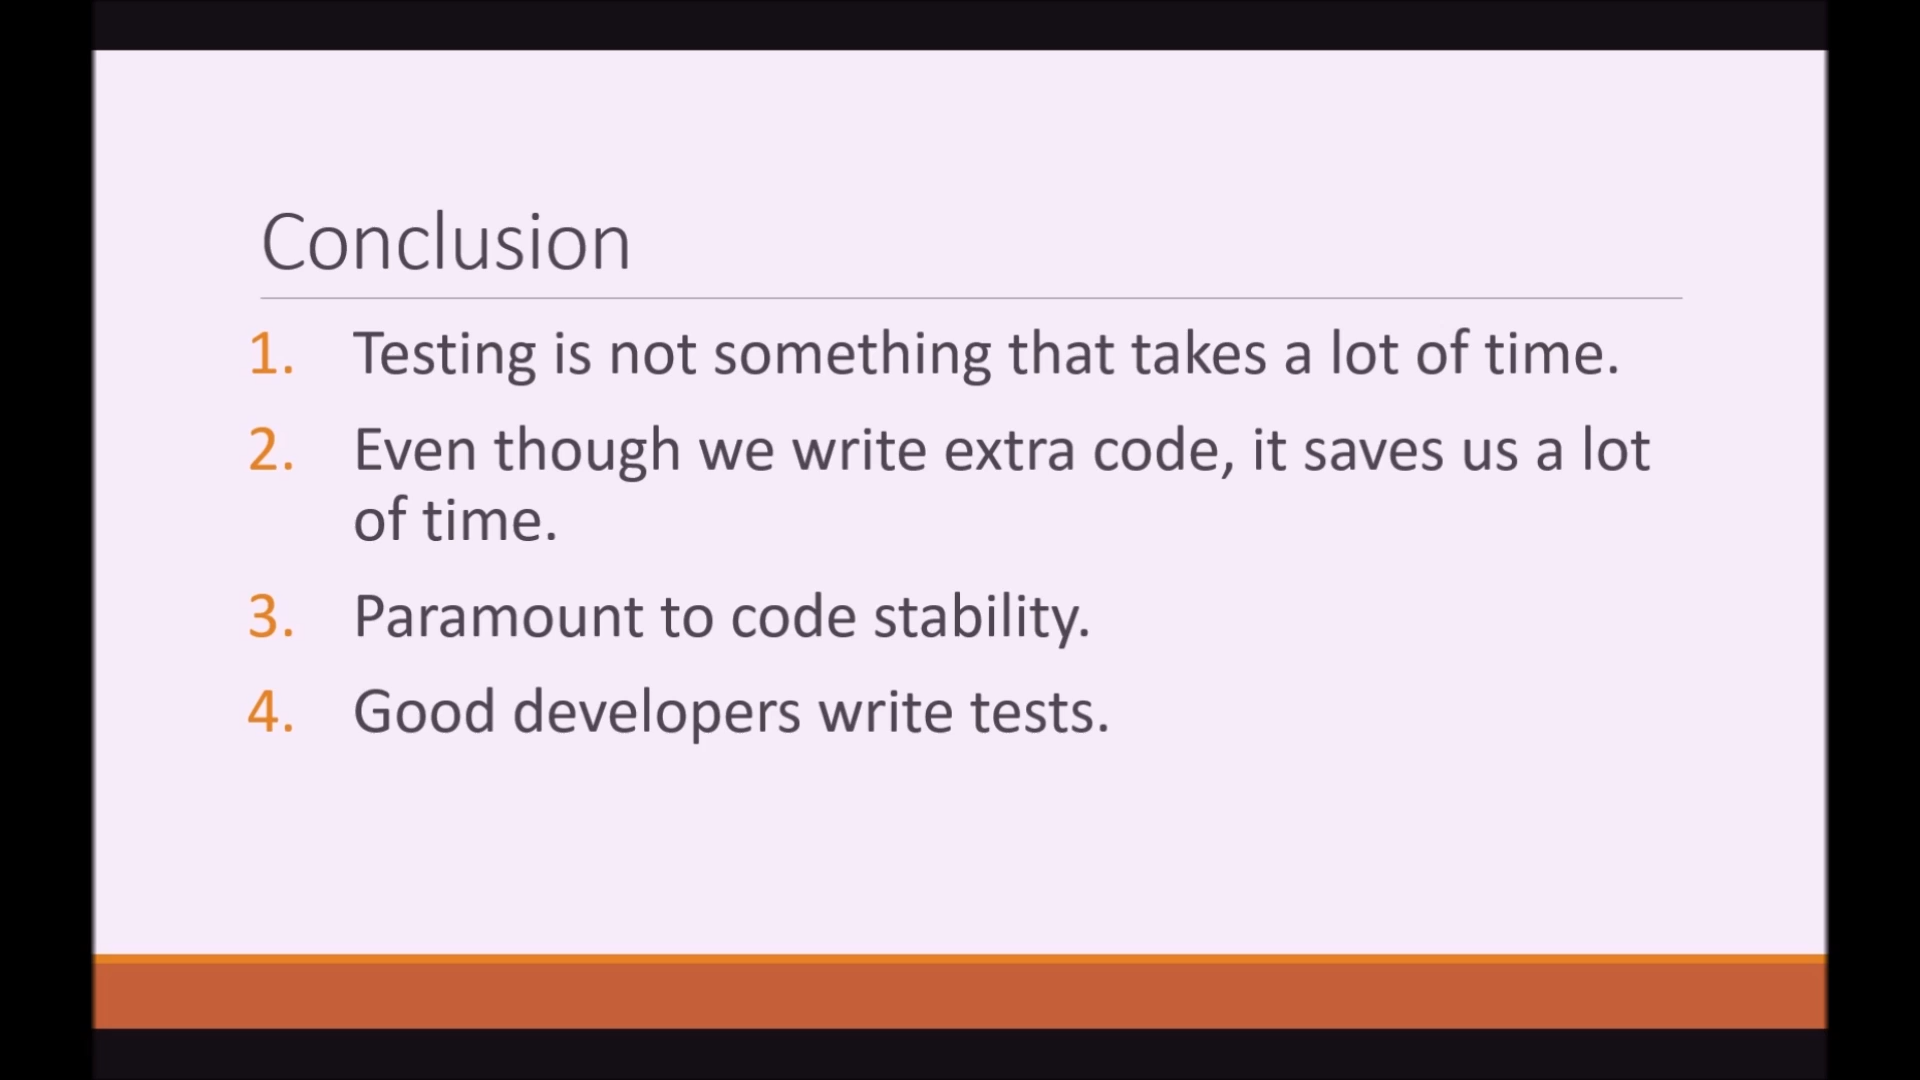 Conclusion
1. Testing is not something that takes a lot of time.
2. Even though we write extra code, it saves us a lot
of time.
3. Paramount to code stability.
4. Good developers write tests.